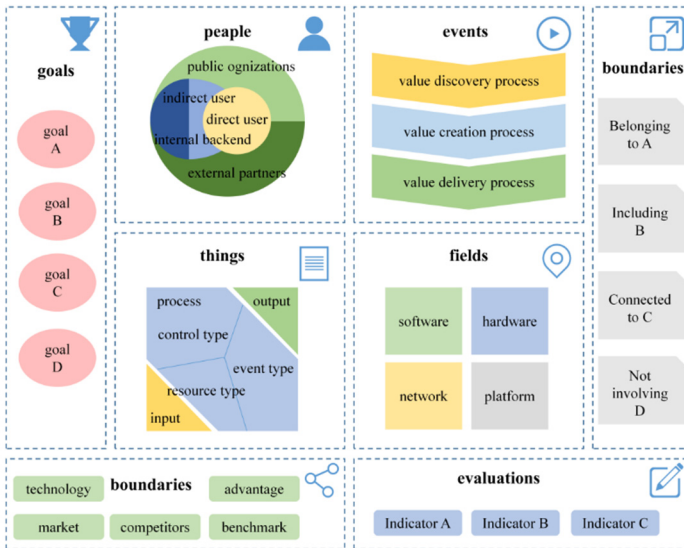 goals
goal
A
goal
B
goal
C
goal
D
peaple
public ognizations
indirect user
direct user
internal backend
external partners
events
value discovery process
value creation process
value delivery process
boundaries
Belonging
to A
Including
B
Connected
to C
Not
involving
D
things
process
output
control type
event type
resource type
input
fields
software
hardware
network
platform
boundaries
technology
advantage
market
competitors
benchmark
evaluations
Indicator A
Indicator B
Indicator C